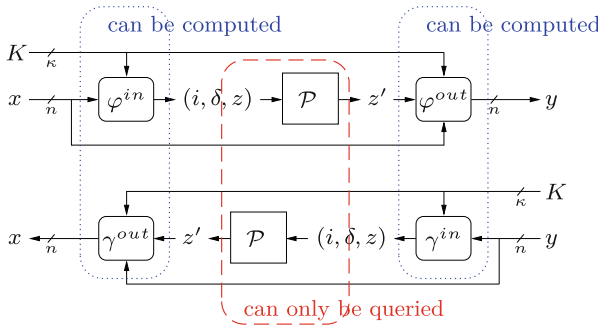 can be computed can be computed
K κ
x n φ^{in} (i, δ, z) 𝒫 z′ φ^{out} n y
κ K
x n γ^{out} z′ 𝒫 (i, δ, z) γ^{in} n y
can only be queried